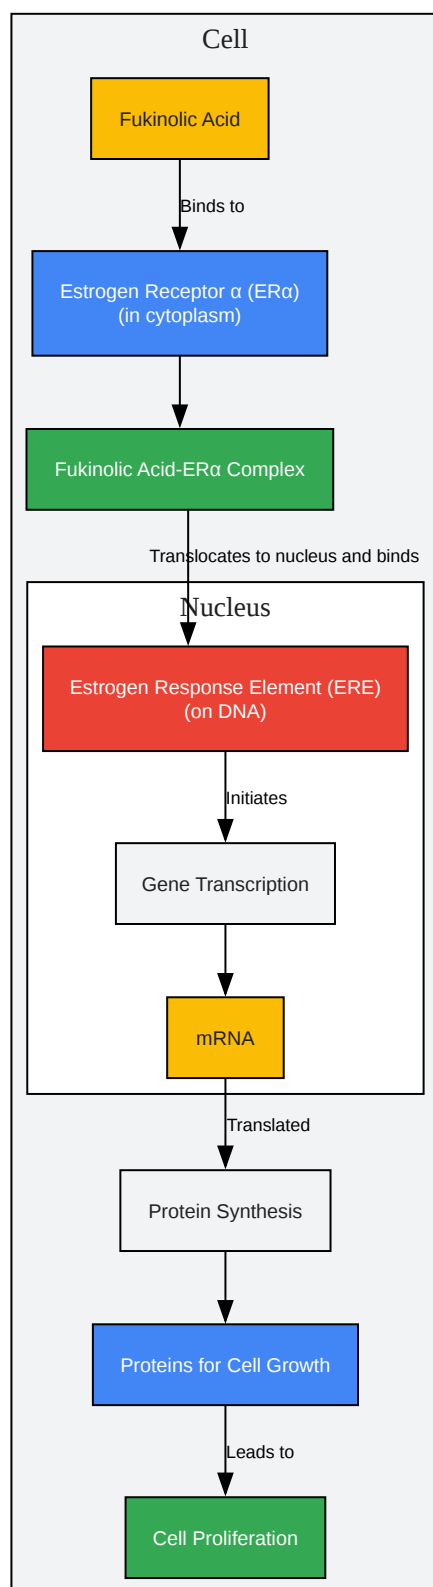 Cell
Fukinolic Acid
Binds to
Estrogen Receptor α (ERα)
(in cytoplasm)
Fukinolic Acid-ERα Complex
Translocates to nucleus and binds
Nucleus
Estrogen Response Element (ERE)
(on DNA)
Initiates
Gene Transcription
mRNA
Translated
Protein Synthesis
Proteins for Cell Growth
Leads to
Cell Proliferation